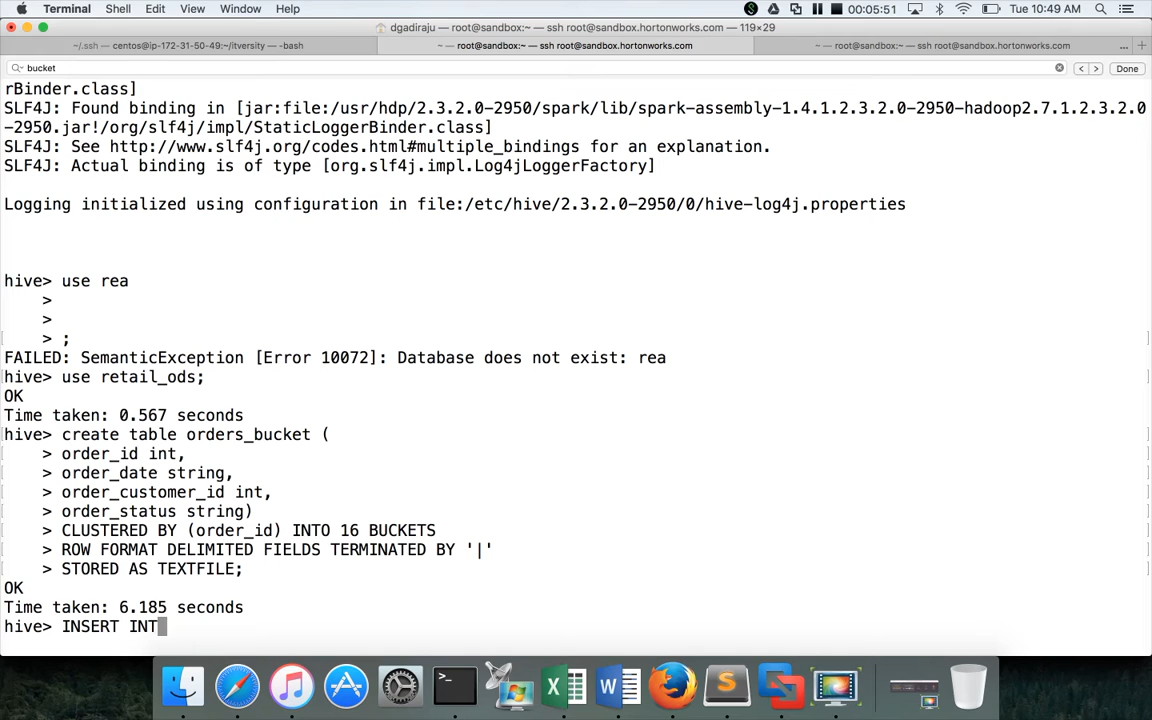 Terminal Shell Edit View Window Help 00:05:51 Tue 10:49 AM
dgadiraju — root@sandbox:~ — ssh root@sandbox.hortonworks.com — 119×29
~/.ssh — centos@ip-172-31-50-49:~/itversity — -bash
~ — root@sandbox:~ — ssh root@sandbox.hortonworks.com
~ — root@sandbox:~ — ssh root@sandbox.hortonworks.com ... +
bucket < > Done
rBinder.class]
SLF4J: Found binding in [jar:file:/usr/hdp/2.3.2.0-2950/spark/lib/spark-assembly-1.4.1.2.3.2.0-2950-hadoop2.7.1.2.3.2.0
-2950.jar!/org/slf4j/impl/StaticLoggerBinder.class]
SLF4J: See http://www.slf4j.org/codes.html#multiple_bindings for an explanation.
SLF4J: Actual binding is of type [org.slf4j.impl.Log4jLoggerFactory]
Logging initialized using configuration in file:/etc/hive/2.3.2.0-2950/0/hive-log4j.properties
hive> use rea
>
>
> ;
FAILED: SemanticException [Error 10072]: Database does not exist: rea
hive> use retail_ods;
OK
Time taken: 0.567 seconds
hive> create table orders_bucket (
> order_id int,
> order_date string,
> order_customer_id int,
> order_status string)
> CLUSTERED BY (order_id) INTO 16 BUCKETS
> ROW FORMAT DELIMITED FIELDS TERMINATED BY '|'
> STORED AS TEXTFILE;
OK
Time taken: 6.185 seconds
hive> INSERT INT